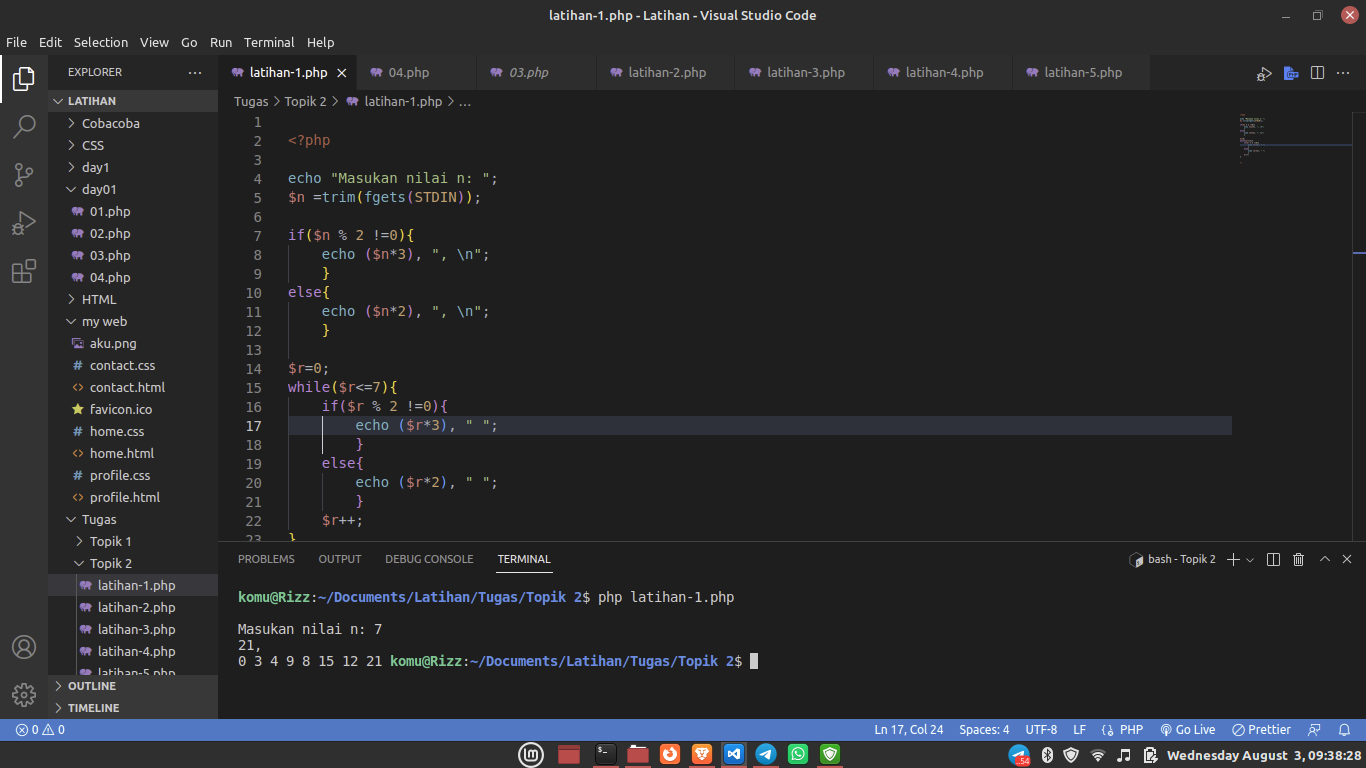 latihan-1.php - Latihan - Visual Studio Code
File Edit Selection View Go Run Terminal Help
EXPLORER
latihan-1.php 04.php 03.php latihan-2.php latihan-3.php latihan-4.php latihan-5.php
LATIHAN
Cobacoba
CSS
day1
day01
01.php
02.php
03.php
04.php
HTML
my web
aku.png
contact.css
contact.html
favicon.ico
home.css
home.html
profile.css
profile.html
Tugas
Topik 1
Topik 2
latihan-1.php
latihan-2.php
latihan-3.php
latihan-4.php
latihan-5.php
OUTLINE
TIMELINE
Tugas > Topik 2 > latihan-1.php > ...
1
2 <?php
3
4 echo "Masukan nilai n: ";
5 $n =trim(fgets(STDIN));
6
7 if($n % 2 !=0){
8 echo ($n*3), ", \n";
9 }
10 else{
11 echo ($n*2), ", \n";
12 }
13
14 $r=0;
15 while($r<=7){
16 if($r % 2 !=0){
17 echo ($r*3), " ";
18 }
19 else{
20 echo ($r*2), " ";
21 }
22 $r++;
23 }
PROBLEMS OUTPUT DEBUG CONSOLE TERMINAL
bash - Topik 2
komu@Rizz:~/Documents/Latihan/Tugas/Topik 2$ php latihan-1.php
Masukan nilai n: 7
21,
0 3 4 9 8 15 12 21 komu@Rizz:~/Documents/Latihan/Tugas/Topik 2$
0 0
Ln 17, Col 24 Spaces: 4 UTF-8 LF {} PHP Go Live Prettier
54
Wednesday August 3, 09:38:28